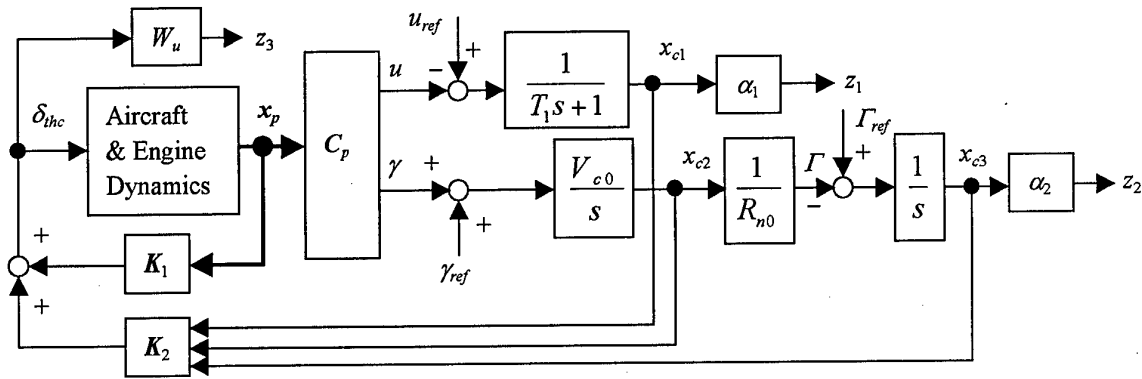 W_u
z_3
u_ref
+
−
u
1
T_1 s + 1
x_c1
α_1
z_1
δ_thc
Aircraft
& Engine
Dynamics
x_p
C_p
γ
+
+
γ_ref
V_c0
s
x_c2
1
R_n0
Γ
−
Γ_ref
+
1
s
x_c3
α_2
z_2
+
K_1
+
K_2